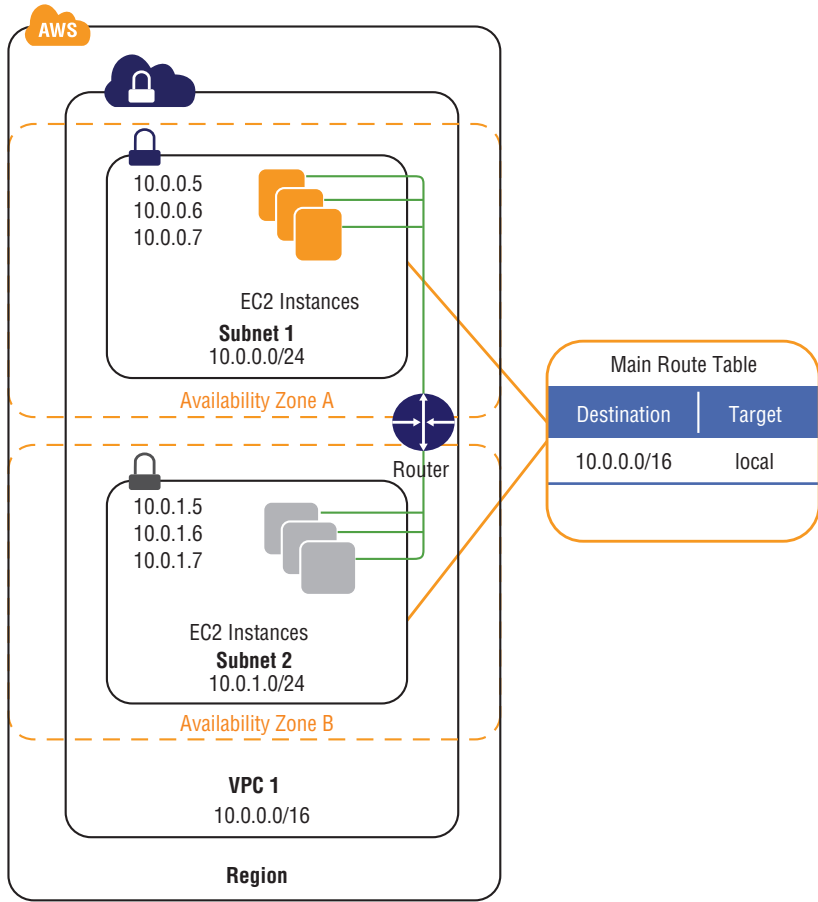 AWS
10.0.0.5
10.0.0.6
10.0.0.7
EC2 Instances
Subnet 1
10.0.0.0/24
Availability Zone A
Router
10.0.1.5
10.0.1.6
10.0.1.7
EC2 Instances
Subnet 2
10.0.1.0/24
Availability Zone B
VPC 1
10.0.0.0/16
Region
Main Route Table
Destination Target
10.0.0.0/16 local